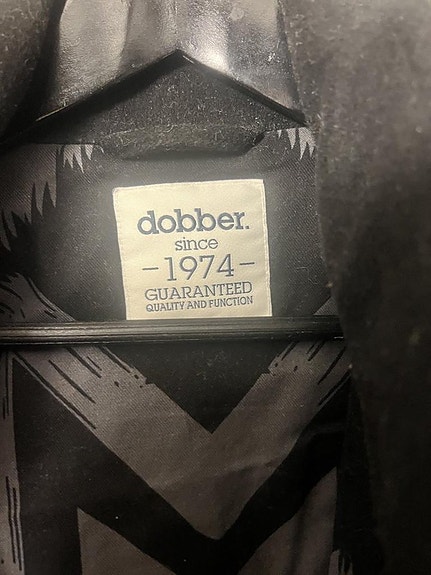 dobber.
since
-1974-
GUARANTEED
QUALITY AND FUNCTION